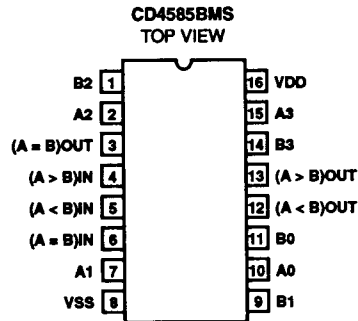 CD4585BMS
TOP VIEW
B2 1 16 VDD
A2 2 15 A3
(A = B)OUT 3 14 B3
(A > B)IN 4 13 (A > B)OUT
(A < B)IN 5 12 (A < B)OUT
(A = B)IN 6 11 B0
A1 7 10 A0
VSS 8 9 B1